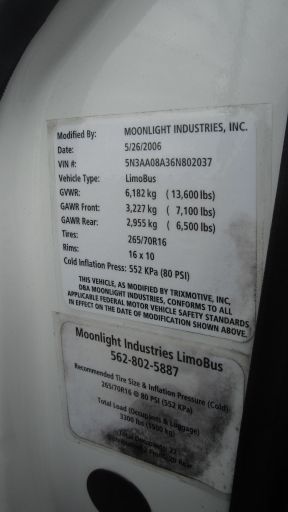 Modified By: MOONLIGHT INDUSTRIES, INC.
Date: 5/26/2006
VIN #: 5N3AA08A36N802037
Vehicle Type: LimoBus
GVWR: 6,182 kg ( 13,600 lbs)
GAWR Front: 3,227 kg ( 7,100 lbs)
GAWR Rear: 2,955 kg ( 6,500 lbs)
Tires: 265/70R16
Rims: 16 x 10
Cold Inflation Press: 552 KPa (80 PSI)
THIS VEHICLE, AS MODIFIED BY TRIXMOTIVE, INC,
DBA MOONLIGHT INDUSTRIES, CONFORMS TO ALL
APPLICABLE FEDERAL MOTOR VEHICLE SAFETY STANDARDS
IN EFFECT ON THE DATE OF MODIFICATION SHOWN ABOVE.
Moonlight Industries LimoBus
562-802-5887
Recommended Tire Size & Inflation Pressure (Cold)
265/70R16 @ 80 PSI (552 KPa)
Total Load (Occupants & Luggage)
3300 lbs (1500 kg)
Total Occupants: 22
Rear